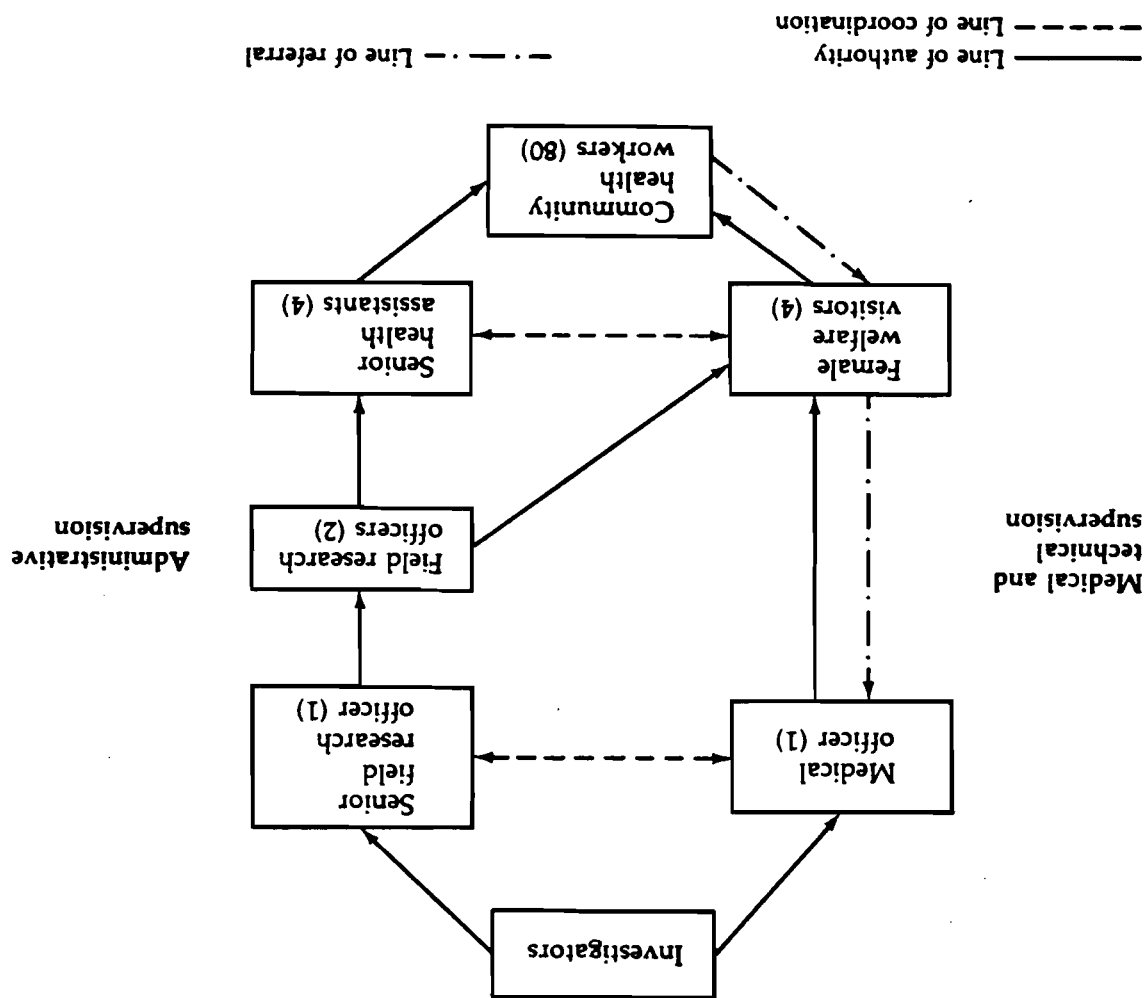 Investigators
Medical
officer (1)
Senior
field
research
officer (1)
Medical and
technical
supervision
Field research
officers (2)
Administrative
supervision
Female
welfare
visitors (4)
Senior
health
assistants (4)
Community
health
workers (80)
Line of authority
Line of coordination
Line of referral